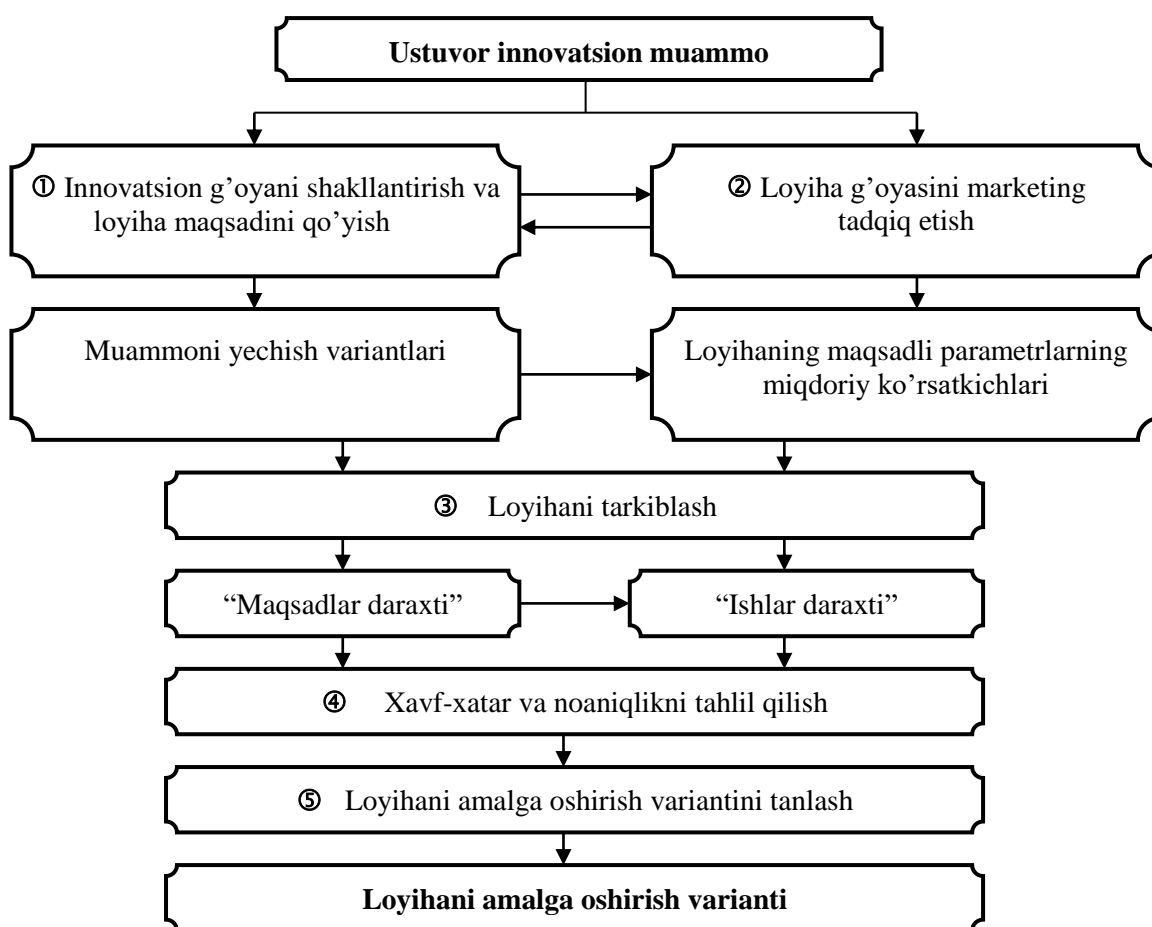 Ustuvor innovatsion muammo
① Innovatsion g’oyani shakllantirish va
loyiha maqsadini qo’yish
② Loyiha g’oyasini marketing
tadqiq etish
Muammoni yechish variantlari
Loyihaning maqsadli parametrlarning
miqdoriy ko’rsatkichlari
③ Loyihani tarkiblash
“Maqsadlar daraxti”
“Ishlar daraxti”
④ Xavf-xatar va noaniqlikni tahlil qilish
⑤ Loyihani amalga oshirish variantini tanlash
Loyihani amalga oshirish varianti